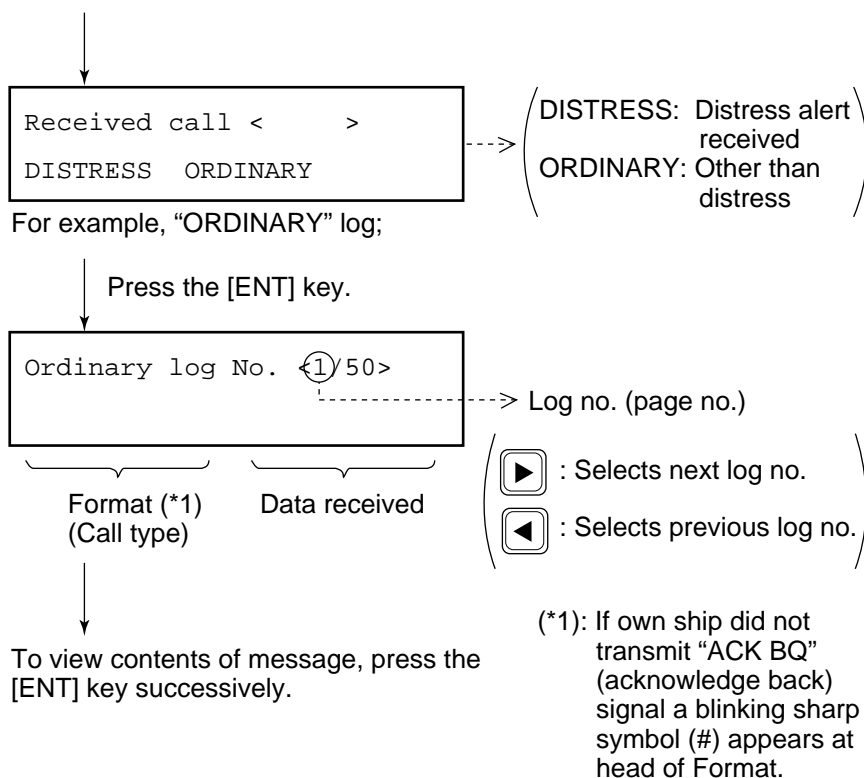 Received call <     >
DISTRESS  ORDINARY
DISTRESS: Distress alert
received
ORDINARY: Other than
distress
For example, “ORDINARY” log;
Press the [ENT] key.
Ordinary log No. <1/50>
Log no. (page no.)
Format (*1)
(Call type)
Data received
: Selects next log no.
: Selects previous log no.
To view contents of message, press the
[ENT] key successively.
(*1): If own ship did not
transmit “ACK BQ”
(acknowledge back)
signal a blinking sharp
symbol (#) appears at
head of Format.